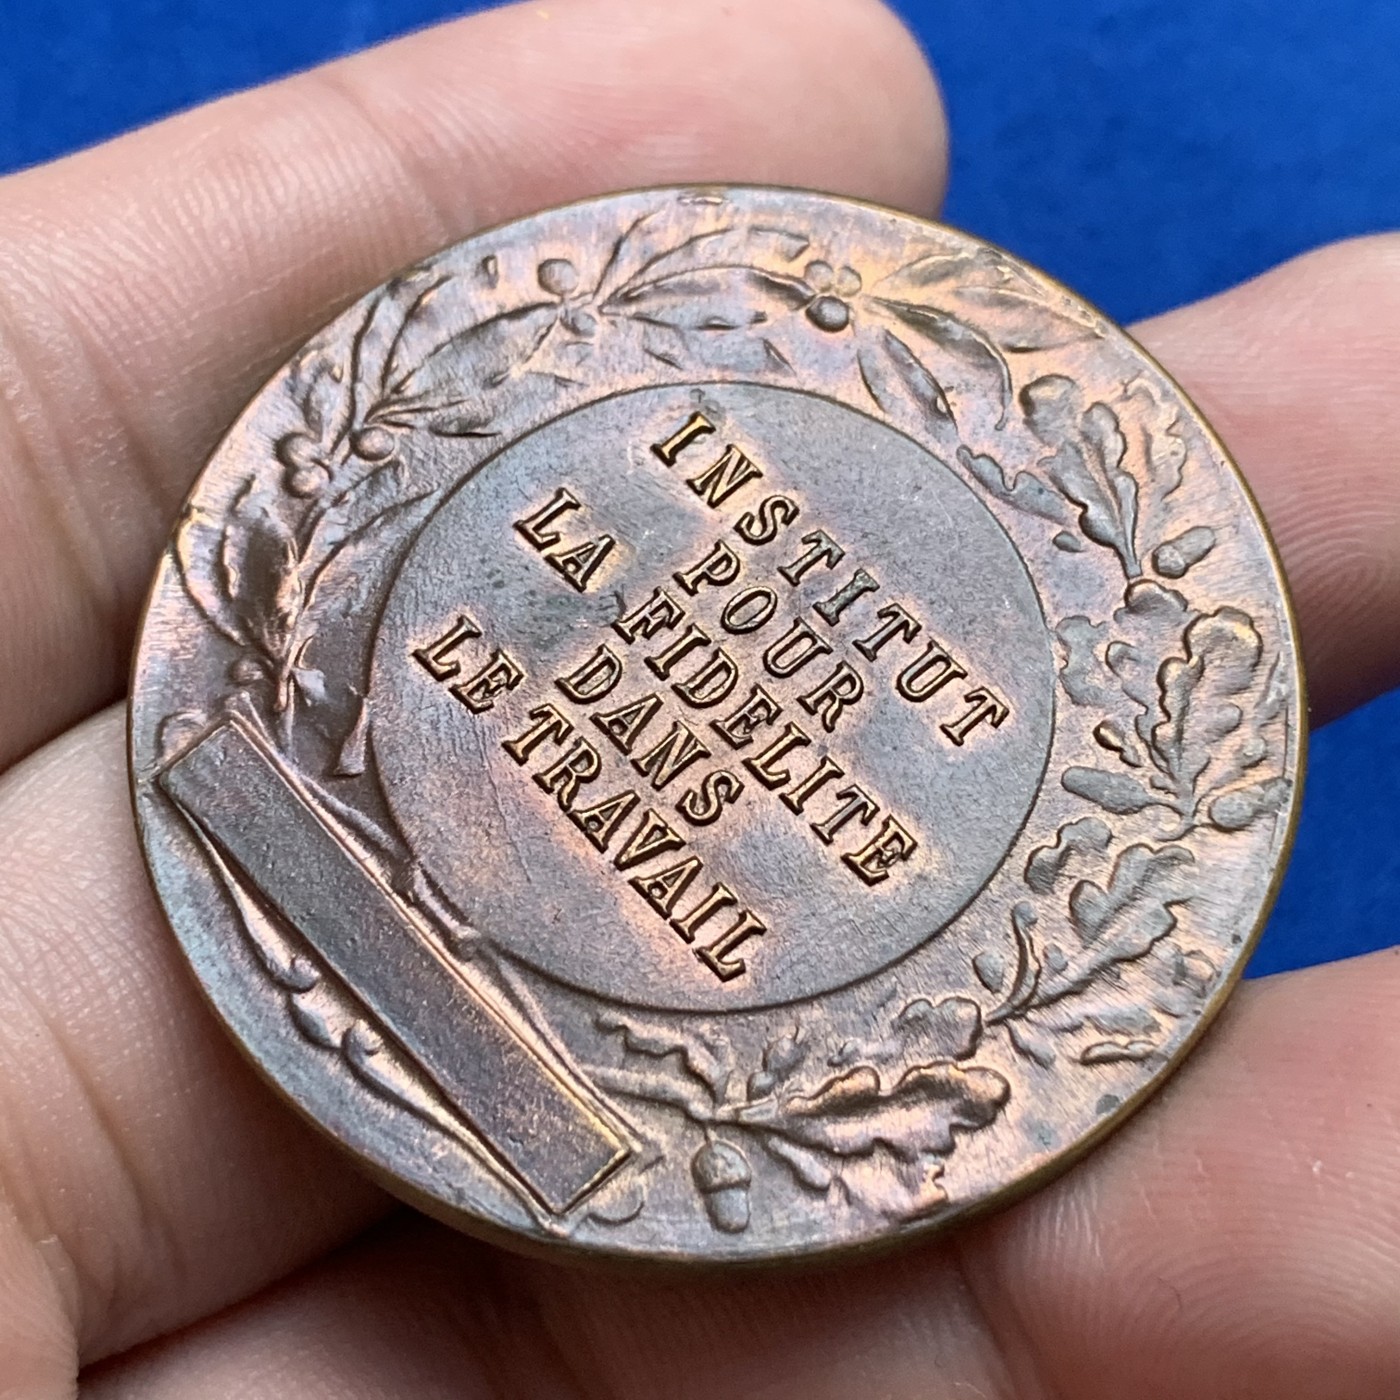 INSTITUT
POUR
LA FIDELITE
DANS
LE TRAVAIL